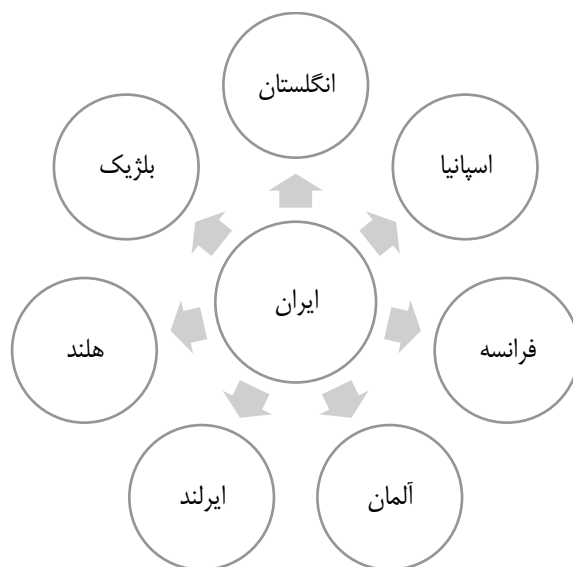 انگلستان
اسپانیا
بلژیک
ایران
فرانسه
هلند
آلمان
ایرلند